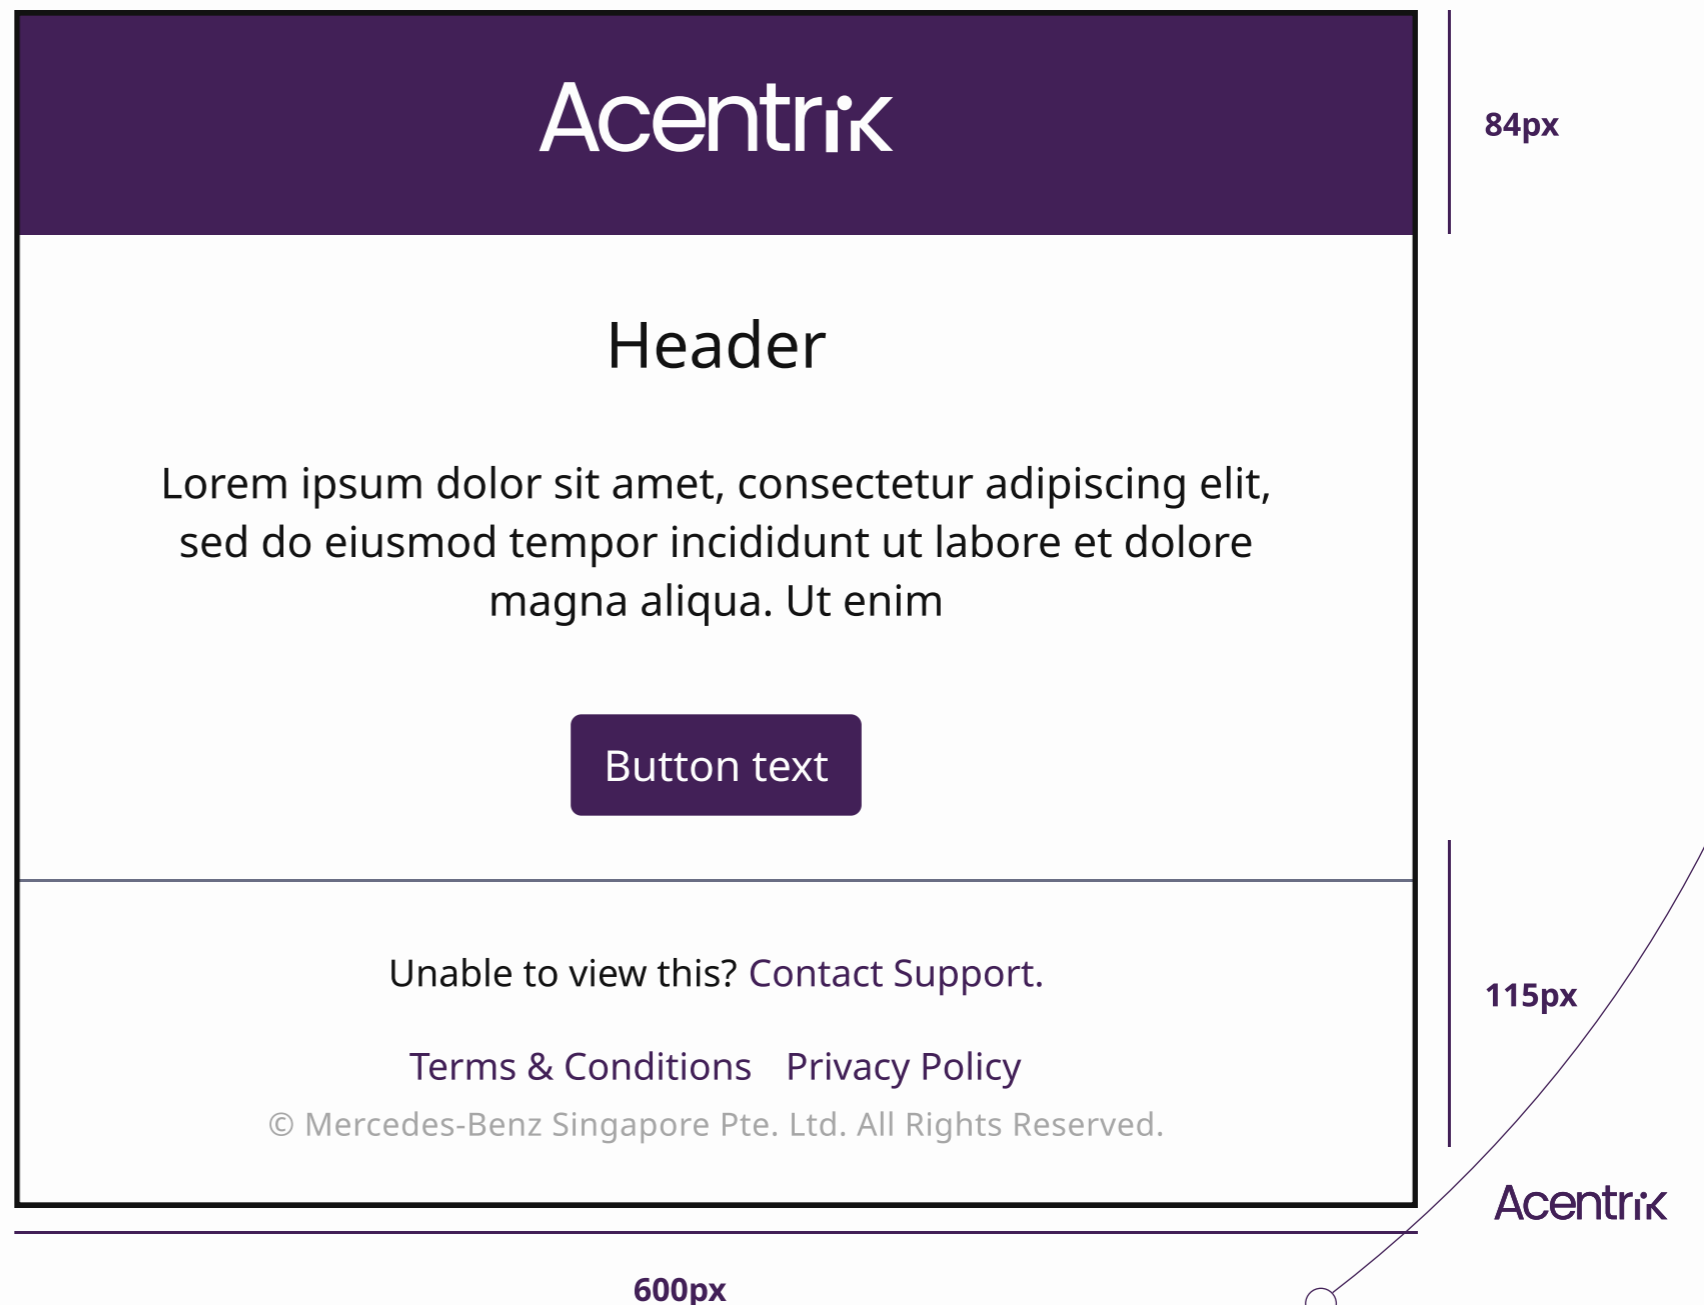 Acentrik
84px
Header
Lorem ipsum dolor sit amet, consectetur adipiscing elit,
sed do eiusmod tempor incididunt ut labore et dolore
magna aliqua. Ut enim
Button text
Unable to view this? Contact Support.
115px
Terms & Conditions Privacy Policy
© Mercedes-Benz Singapore Pte. Ltd. All Rights Reserved.
Acentrik
600px